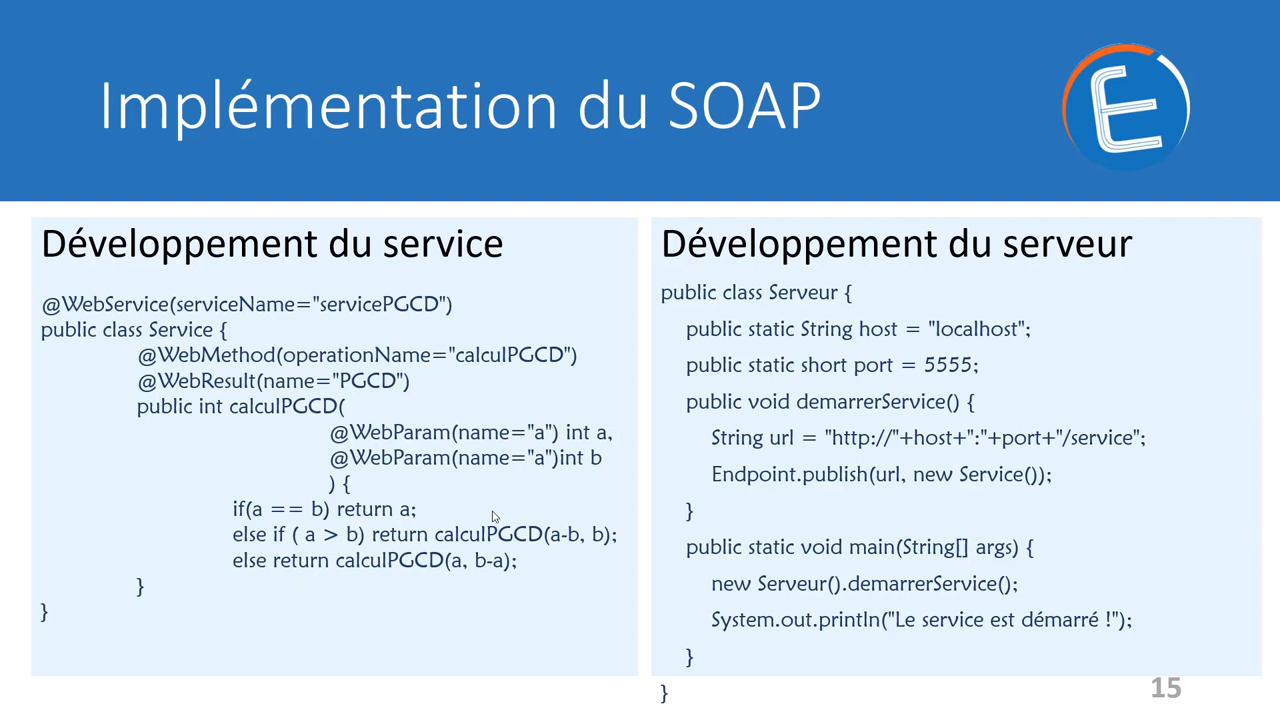 Implémentation du SOAP
E
Développement du service
@WebService(serviceName="servicePGCD")
public class Service {
@WebMethod(operationName="calculPGCD")
@WebResult(name="PGCD")
public int calculPGCD(
@WebParam(name="a") int a,
@WebParam(name="a")int b
) {
if(a == b) return a;
else if ( a > b) return calculPGCD(a-b, b);
else return calculPGCD(a, b-a);
}
}
Développement du serveur
public class Serveur {
public static String host = "localhost";
public static short port = 5555;
public void demarrerService() {
String url = "http://"+host+":"+port+"/service";
Endpoint.publish(url, new Service());
}
public static void main(String[] args) {
new Serveur().demarrerService();
System.out.println("Le service est démarré !");
}
}
15